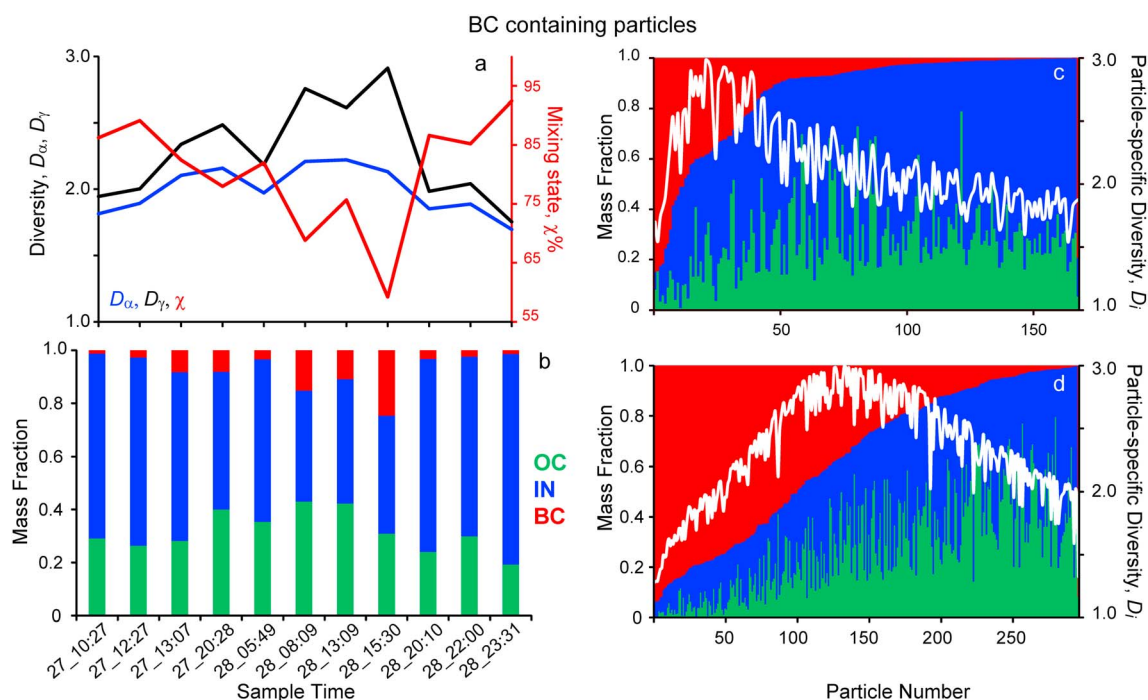 BC containing particles
a
3.0
2.0
1.0
Diversity, Dα, Dγ
95
85
75
65
55
Mixing state, χ%
Dα, Dγ, χ
b
1.0
0.8
0.6
0.4
0.2
0
Mass Fraction
OC
IN
BC
27_10:27
27_12:27
27_13:07
27_20:28
28_05:49
28_08:09
28_13:09
28_15:30
28_20:10
28_22:00
28_23:31
Sample Time
c
1.0
0.8
0.6
0.4
0.2
0
Mass Fraction
3.0
2.0
1.0
Particle-specific Diversity, Di
50
100
150
d
1.0
0.8
0.6
0.4
0.2
0
Mass Fraction
3.0
2.0
1.0
Particle-specific Diversity, Di
50
100
150
200
250
Particle Number